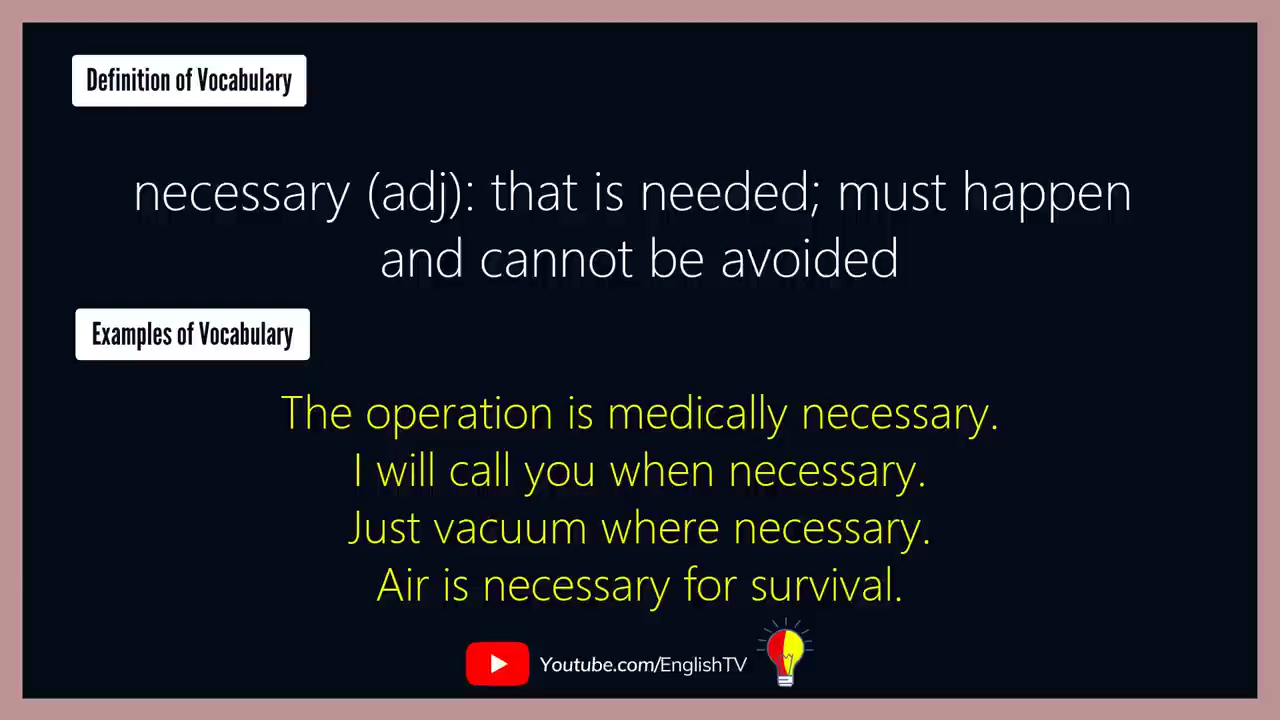 Definition of Vocabulary
necessary (adj): that is needed; must happen
and cannot be avoided
Examples of Vocabulary
The operation is medically necessary.
I will call you when necessary.
Just vacuum where necessary.
Air is necessary for survival.
Youtube.com/EnglishTV